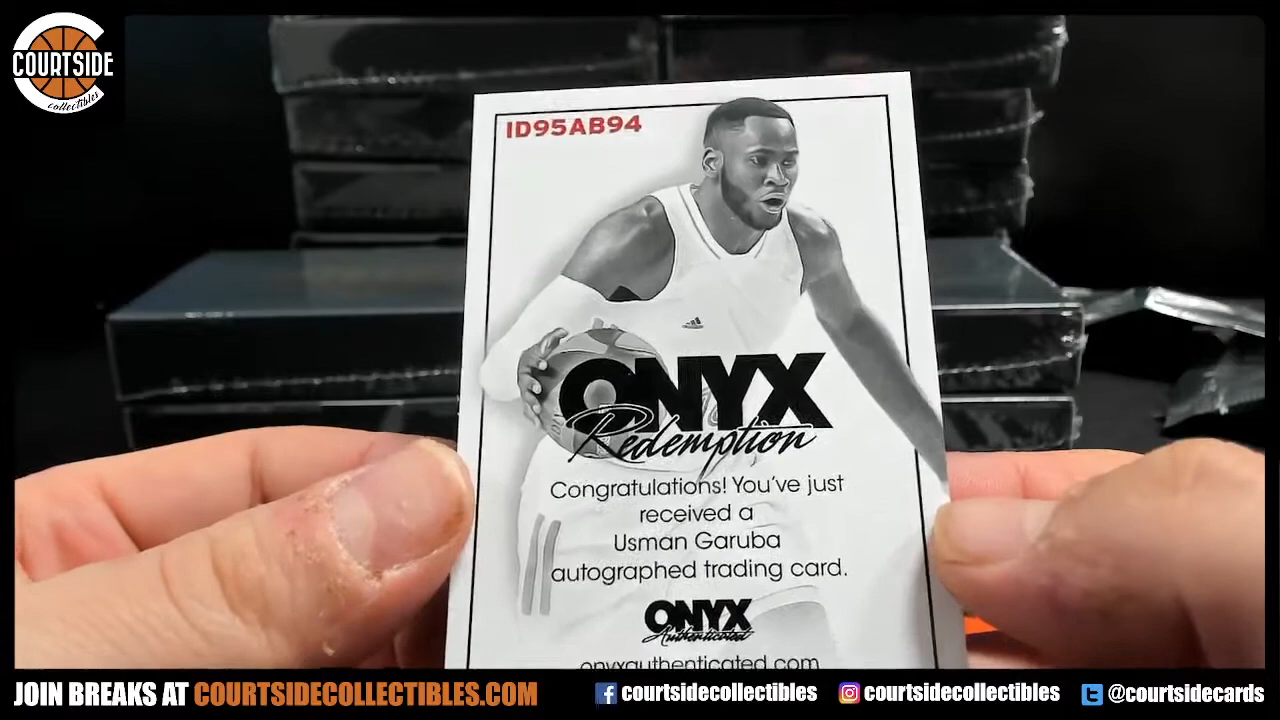 COURTSIDE
collectibles
ID95AB94
ONYX
Redemption
Congratulations! You've just
received a
Usman Garuba
autographed trading card.
ONYX
Authenticated
onyxauthenticated.com
JOIN BREAKS AT COURTSIDECOLLECTIBLES.COM
courtsidecollectibles
courtsidecollectibles
@courtsidecards